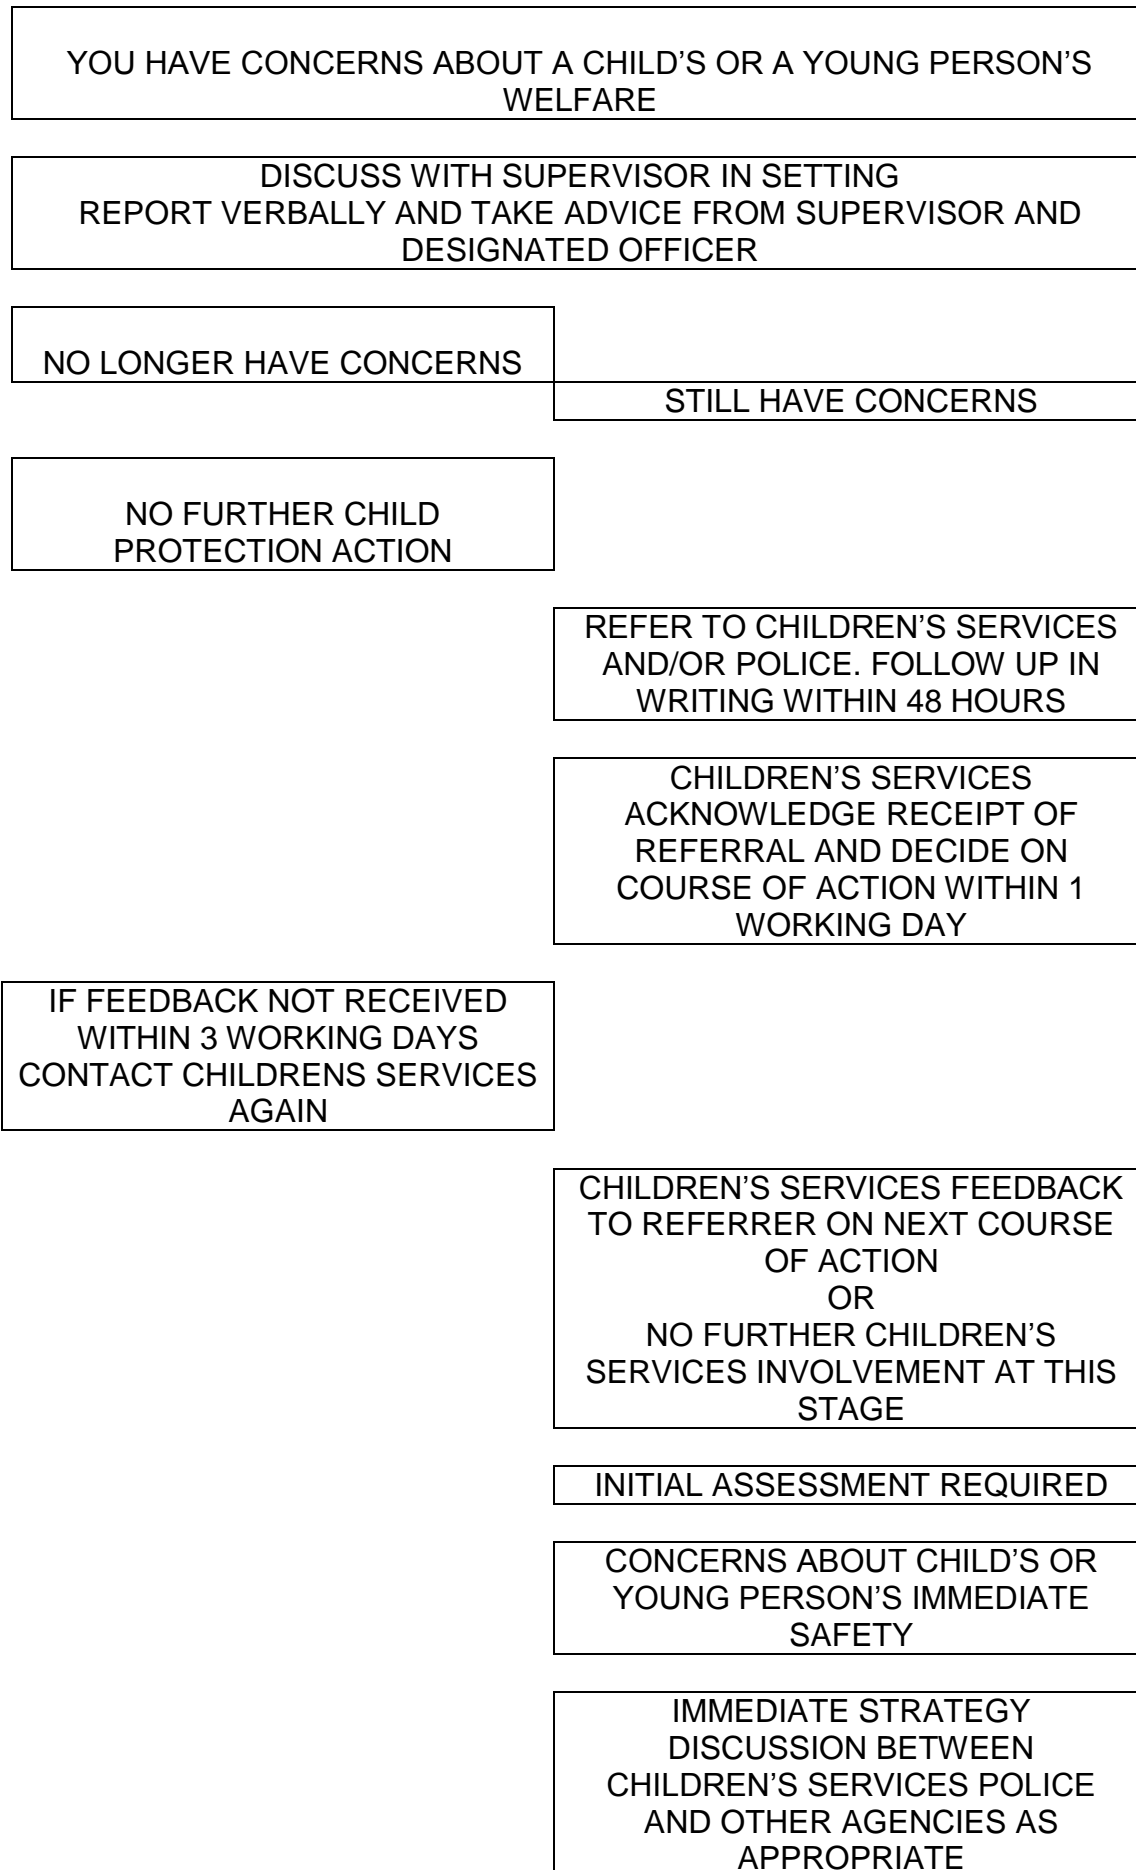 YOU HAVE CONCERNS ABOUT A CHILD’S OR A YOUNG PERSON’S
WELFARE
DISCUSS WITH SUPERVISOR IN SETTING
REPORT VERBALLY AND TAKE ADVICE FROM SUPERVISOR AND
DESIGNATED OFFICER
NO LONGER HAVE CONCERNS
STILL HAVE CONCERNS
NO FURTHER CHILD
PROTECTION ACTION
REFER TO CHILDREN’S SERVICES
AND/OR POLICE. FOLLOW UP IN
WRITING WITHIN 48 HOURS
CHILDREN’S SERVICES
ACKNOWLEDGE RECEIPT OF
REFERRAL AND DECIDE ON
COURSE OF ACTION WITHIN 1
WORKING DAY
IF FEEDBACK NOT RECEIVED
WITHIN 3 WORKING DAYS
CONTACT CHILDRENS SERVICES
AGAIN
CHILDREN’S SERVICES FEEDBACK
TO REFERRER ON NEXT COURSE
OF ACTION
OR
NO FURTHER CHILDREN’S
SERVICES INVOLVEMENT AT THIS
STAGE
INITIAL ASSESSMENT REQUIRED
CONCERNS ABOUT CHILD’S OR
YOUNG PERSON’S IMMEDIATE
SAFETY
IMMEDIATE STRATEGY
DISCUSSION BETWEEN
CHILDREN’S SERVICES POLICE
AND OTHER AGENCIES AS
APPROPRIATE